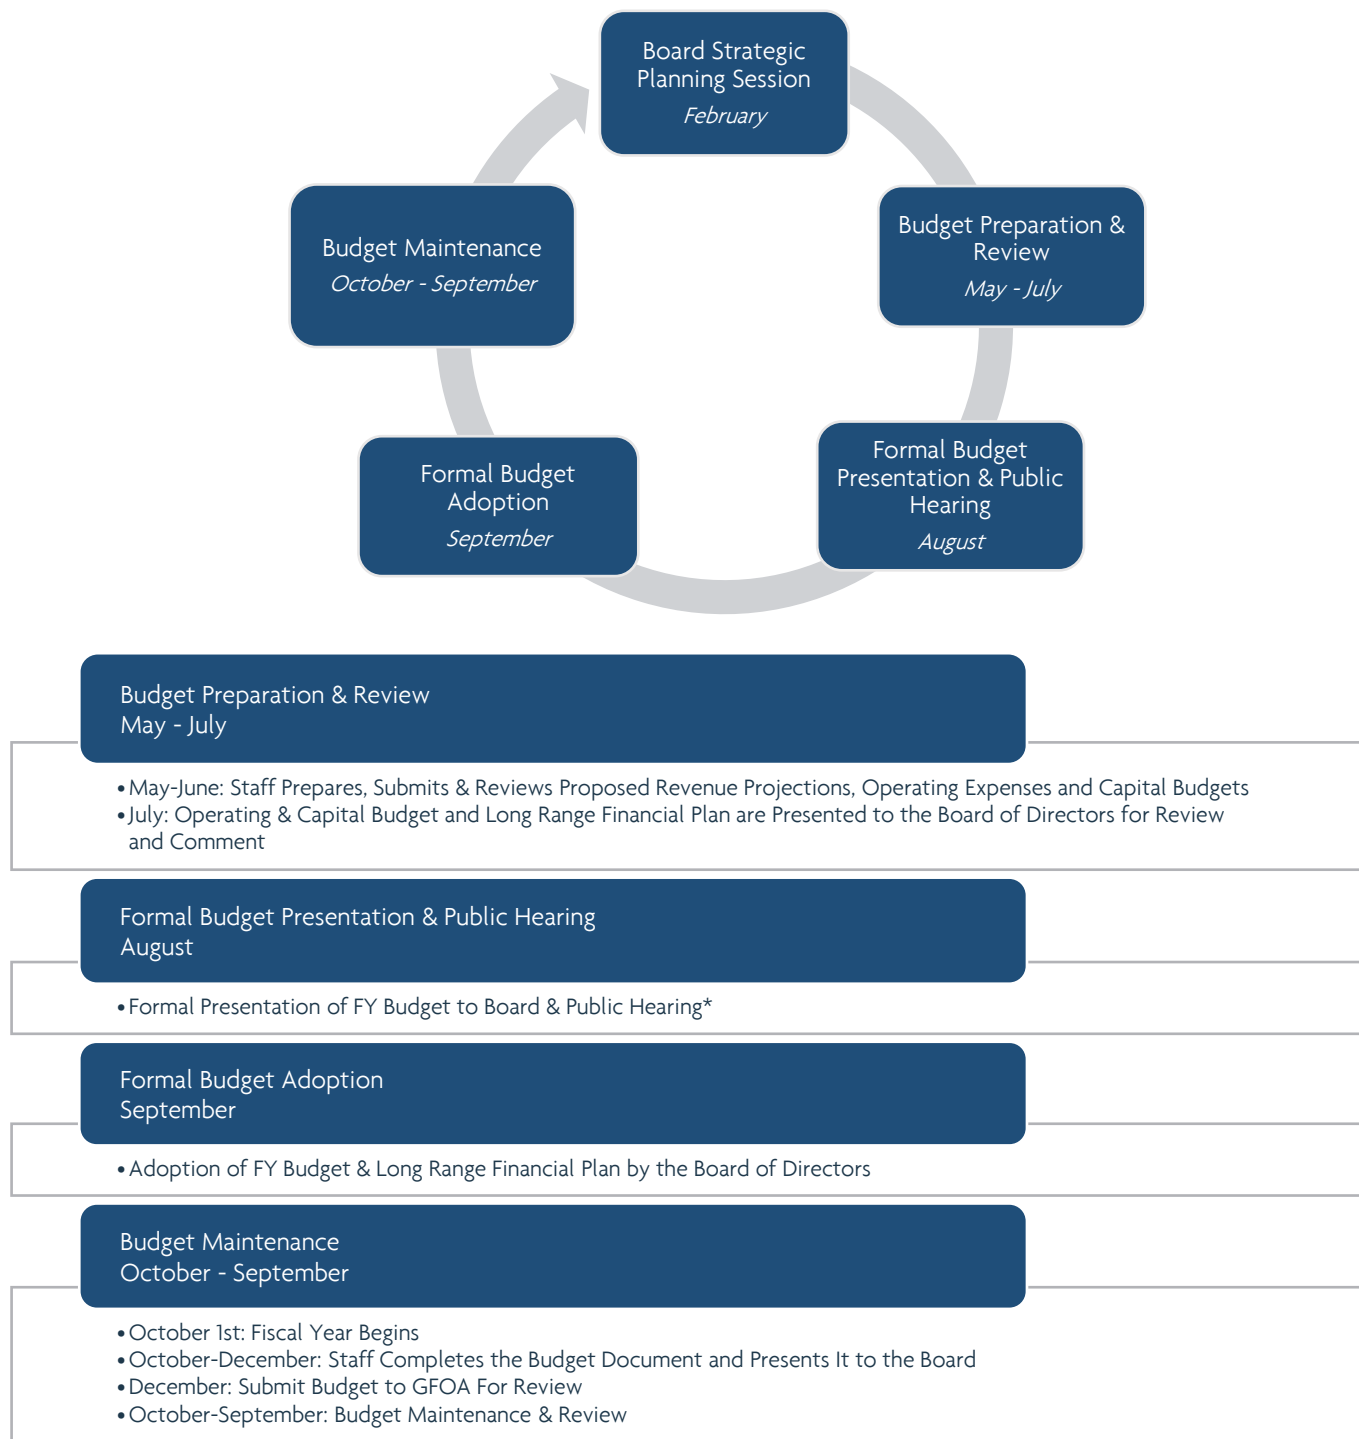 Board Strategic
Planning Session
February
Budget Preparation &
Review
May - July
Formal Budget
Presentation & Public
Hearing
August
Formal Budget
Adoption
September
Budget Maintenance
October - September
Budget Preparation & Review
May - July
•May-June: Staff Prepares, Submits & Reviews Proposed Revenue Projections, Operating Expenses and Capital Budgets
•July: Operating & Capital Budget and Long Range Financial Plan are Presented to the Board of Directors for Review
and Comment
Formal Budget Presentation & Public Hearing
August
•Formal Presentation of FY Budget to Board & Public Hearing*
Formal Budget Adoption
September
•Adoption of FY Budget & Long Range Financial Plan by the Board of Directors
Budget Maintenance
October - September
•October 1st: Fiscal Year Begins
•October-December: Staff Completes the Budget Document and Presents It to the Board
•December: Submit Budget to GFOA For Review
•October-September: Budget Maintenance & Review